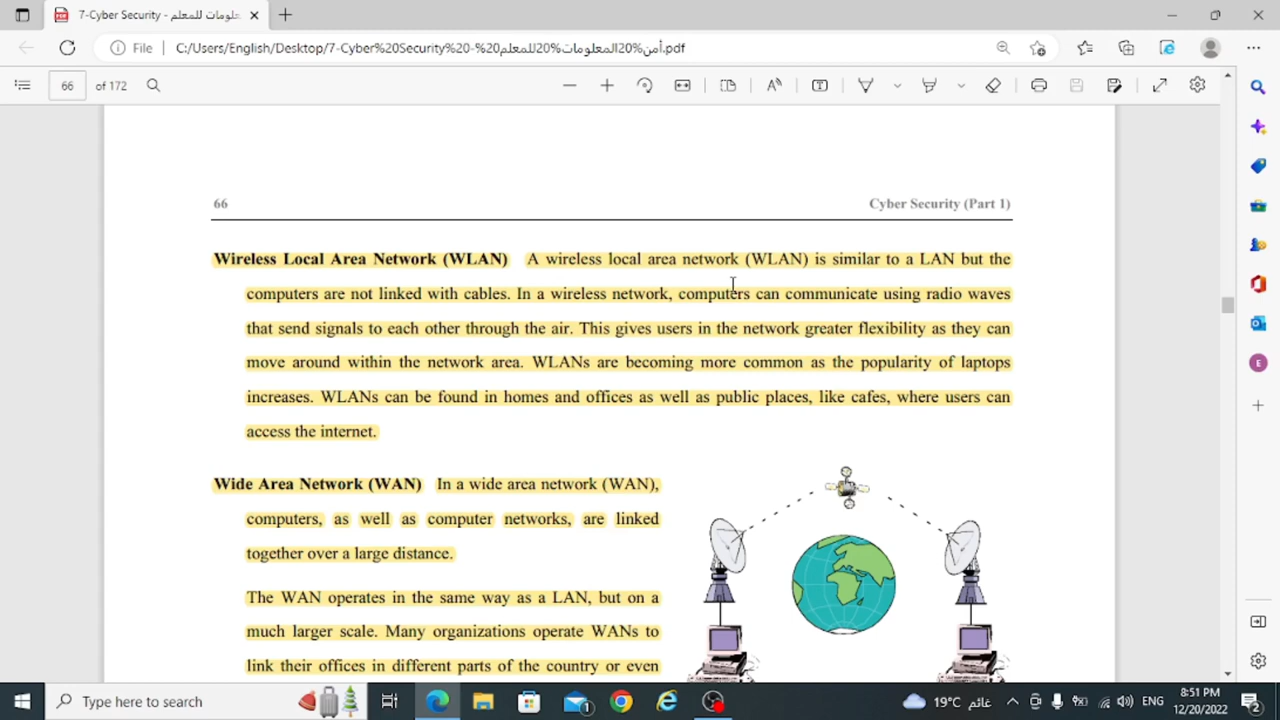 7-Cyber Security - أمن المعلومات للمعلم
File C:/Users/English/Desktop/7-Cyber%20Security%20-%20أمن%20المعلومات%20للمعلم.pdf
66 of 172
66 Cyber Security (Part 1)
Wireless Local Area Network (WLAN) A wireless local area network (WLAN) is similar to a LAN but the
computers are not linked with cables. In a wireless network, computers can communicate using radio waves
that send signals to each other through the air. This gives users in the network greater flexibility as they can
move around within the network area. WLANs are becoming more common as the popularity of laptops
increases. WLANs can be found in homes and offices as well as public places, like cafes, where users can
access the internet.
Wide Area Network (WAN) In a wide area network (WAN),
computers, as well as computer networks, are linked
together over a large distance.
The WAN operates in the same way as a LAN, but on a
much larger scale. Many organizations operate WANs to
link their offices in different parts of the country or even
E
Type here to search
1
19°C غائم
ENG
8:51 PM
12/20/2022
2